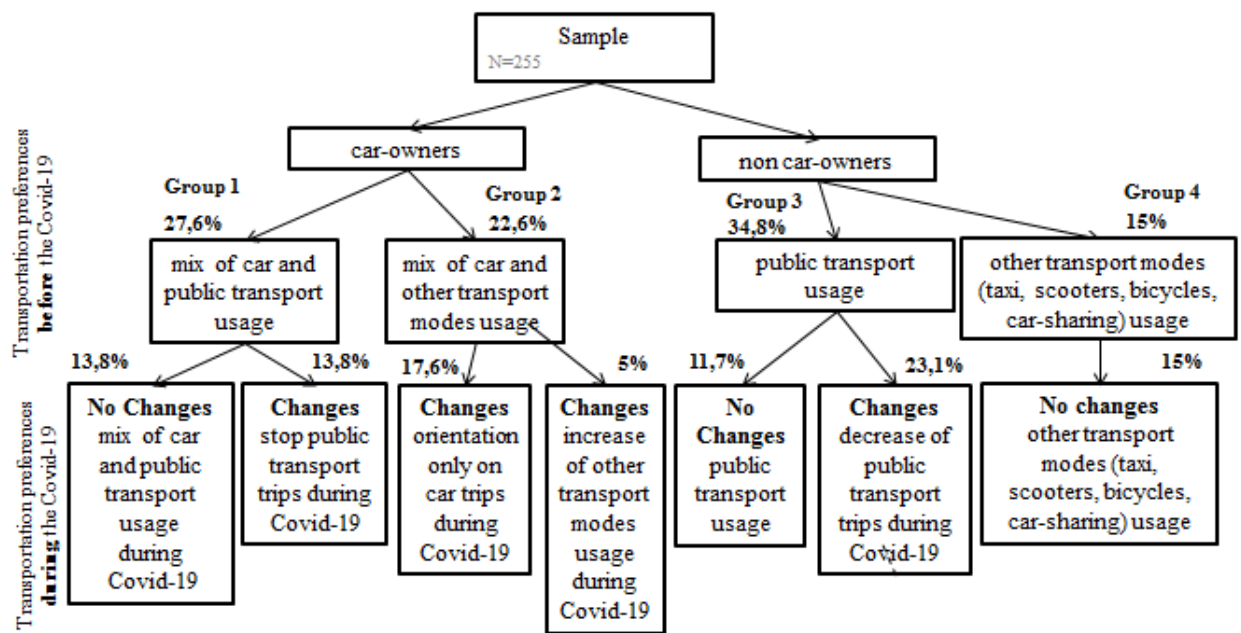 Sample
N=255
Transportation preferences
before the Covid-19
car-owners
non car-owners
Group 1
27,6%
Group 2
22,6%
Group 3
34,8%
Group 4
15%
mix of car and
public transport
usage
mix of car and
other transport
modes usage
public transport
usage
other transport modes
(taxi, scooters, bicycles,
car-sharing) usage
Transportation preferences
during the Covid-19
13,8%
No Changes
mix of car
and public
transport
usage
during
Covid-19
13,8%
Changes
stop public
transport
trips during
Covid-19
17,6%
Changes
orientation
only on
car trips
during
Covid-19
5%
Changes
increase
of other
transport
modes
usage
during
Covid-19
11,7%
No
Changes
public
transport
usage
23,1%
Changes
decrease of
public
transport
trips during
Covid-19
15%
No changes
other transport
modes (taxi,
scooters, bicycles,
car-sharing) usage